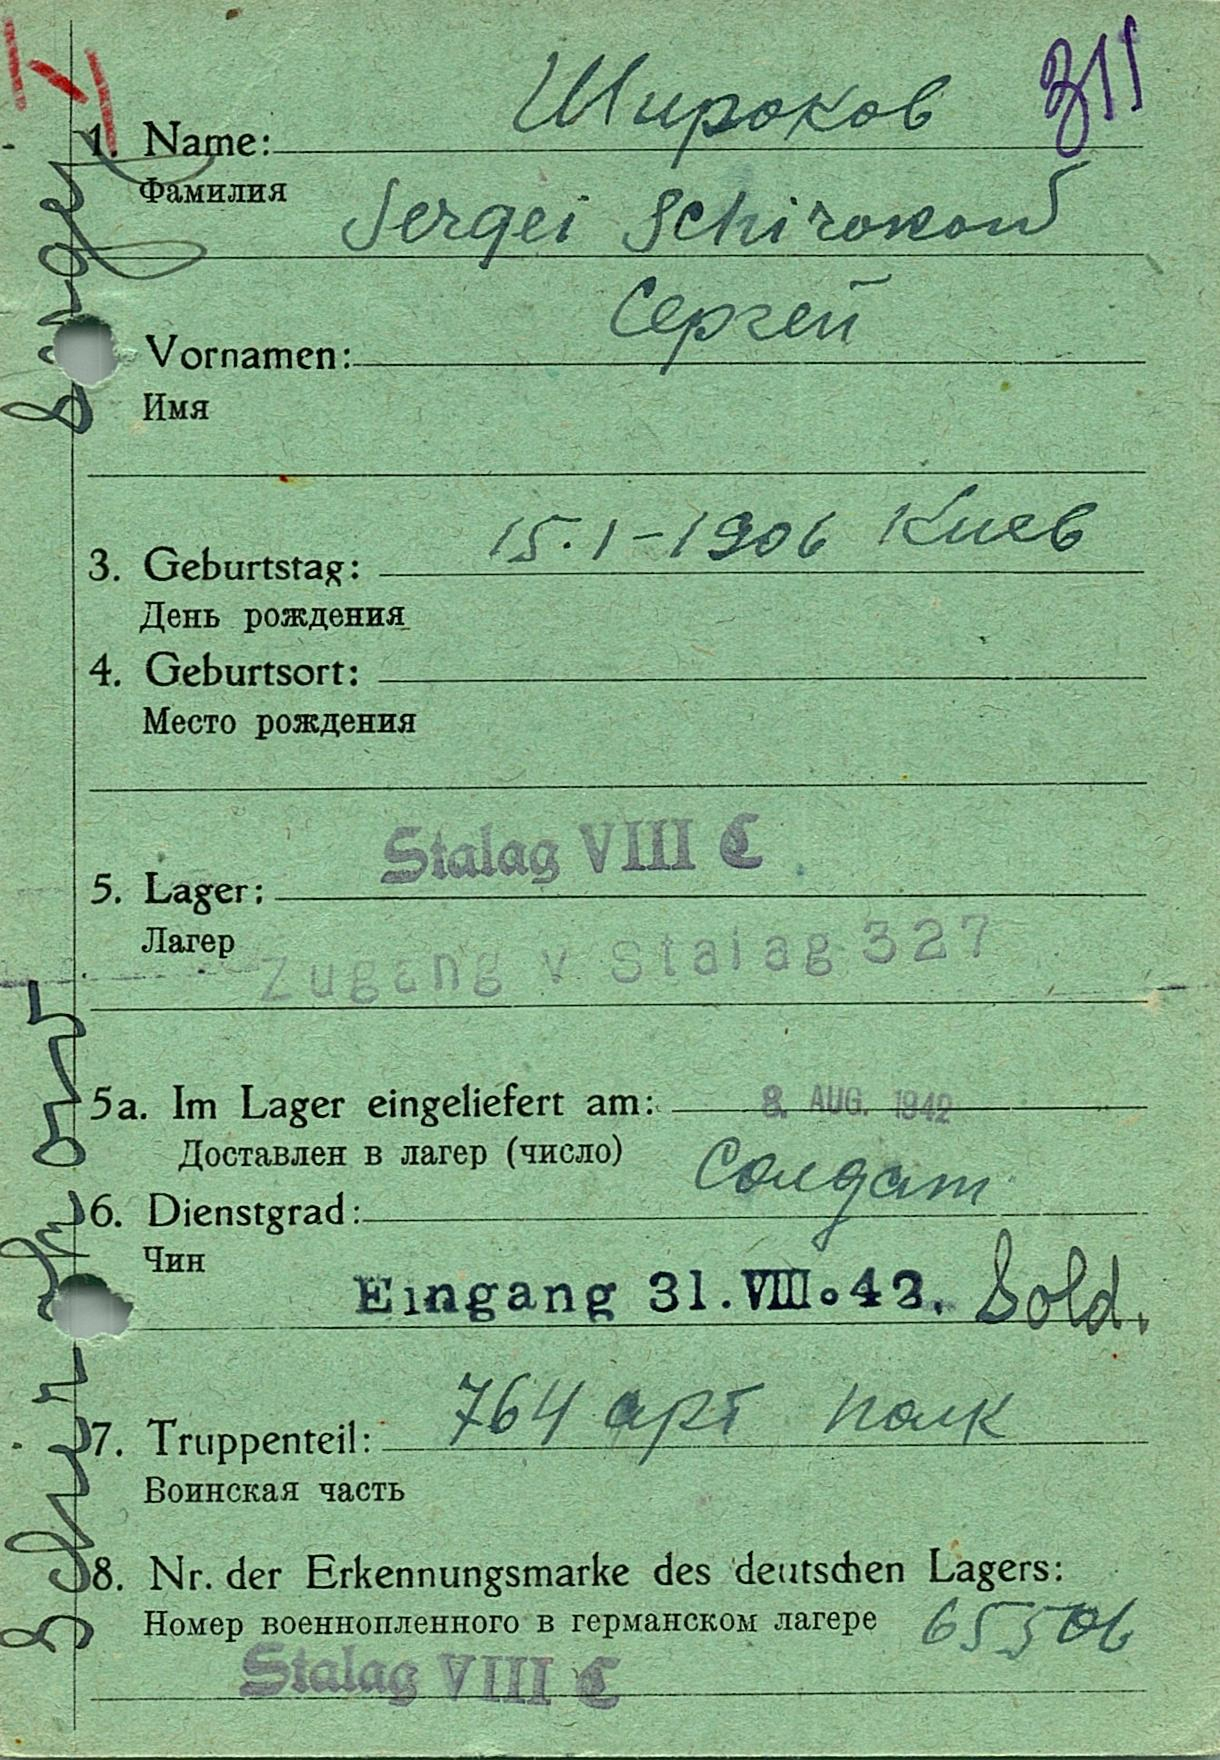 Широков 311
1. Name:
Фамилия
Sergei Schirokow
Сергей
Vornamen:
Имя
15.1-1906 Киев
3. Geburtstag:
День рождения
4. Geburtsort:
Место рождения
Stalag VIII C
5. Lager:
Лагер
Zugang v Stalag 327
5a. Im Lager eingeliefert am: 8. AUG. 1942
Доставлен в лагер (число)
Солдат
6. Dienstgrad:
Чин
Eingang 31.VIII.42. Sold.
764 арт полк
7. Truppenteil:
Воинская часть
8. Nr. der Erkennungsmarke des deutschen Lagers:
Номер военнопленного в германском лагере 65506
Stalag VIII C